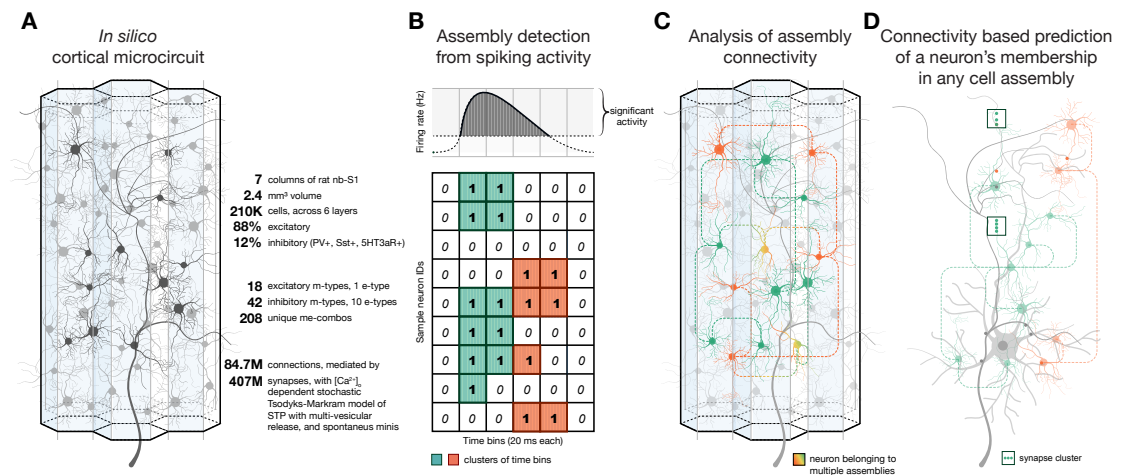 A
In silico
cortical microcircuit
7 columns of rat nb-S1
2.4 mm³ volume
210K cells, across 6 layers
88% excitatory
12% inhibitory (PV+, Sst+, 5HT3aR+)
18 excitatory m-types, 1 e-type
42 inhibitory m-types, 10 e-types
208 unique me-combos
84.7M connections, mediated by
407M synapses, with [Ca²⁺]ₒ
dependent stochastic
Tsodyks-Markram model of
STP with multi-vesicular
release, and spontaneus minis
B
Assembly detection
from spiking activity
Firing rate (Hz)
significant
activity
Sample neuron IDs
0 1 1 0 0 0
0 1 1 0 0 0
0 0 0 0 0 0
0 0 0 1 1 0
0 1 1 1 1 0
0 1 1 0 0 0
0 1 1 1 0 0
0 1 0 0 0 0
0 0 0 1 1 0
Time bins (20 ms each)
clusters of time bins
C
Analysis of assembly
connectivity
neuron belonging to
multiple assemblies
D
Connectivity based prediction
of a neuron's membership
in any cell assembly
synapse cluster